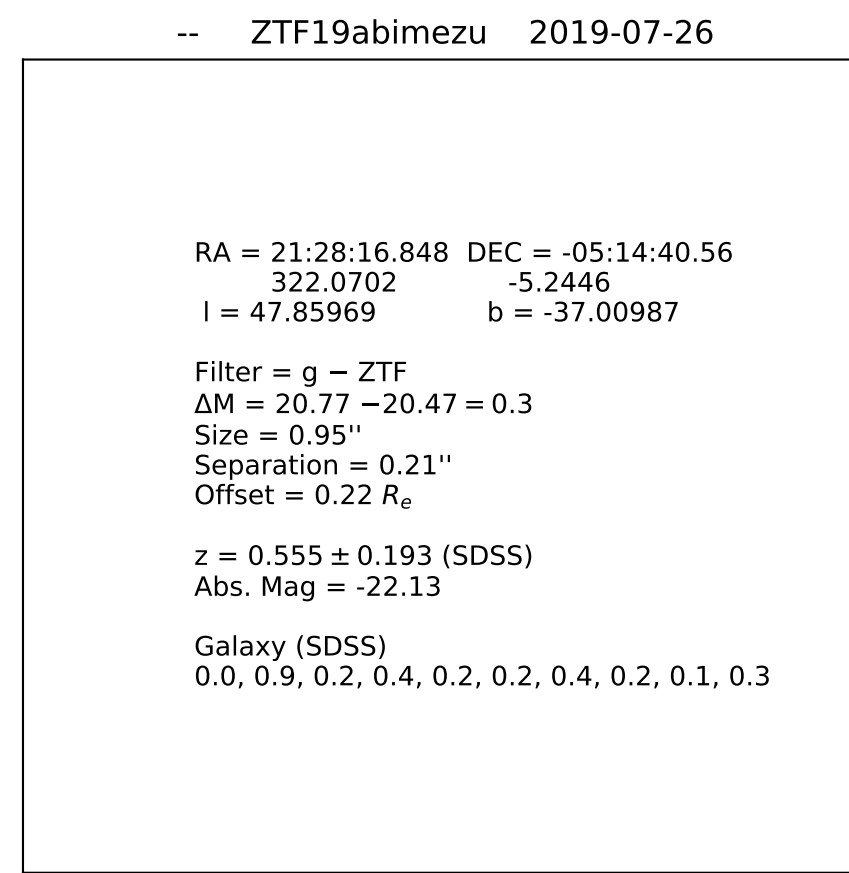 -- ZTF19abimezu 2019-07-26
RA = 21:28:16.848 DEC = -05:14:40.56
322.0702 -5.2446
l = 47.85969 b = -37.00987
Filter = g − ZTF
ΔM = 20.77 −20.47 = 0.3
Size = 0.95''
Separation = 0.21''
Offset = 0.22 Re
z = 0.555 ± 0.193 (SDSS)
Abs. Mag = -22.13
Galaxy (SDSS)
0.0, 0.9, 0.2, 0.4, 0.2, 0.2, 0.4, 0.2, 0.1, 0.3